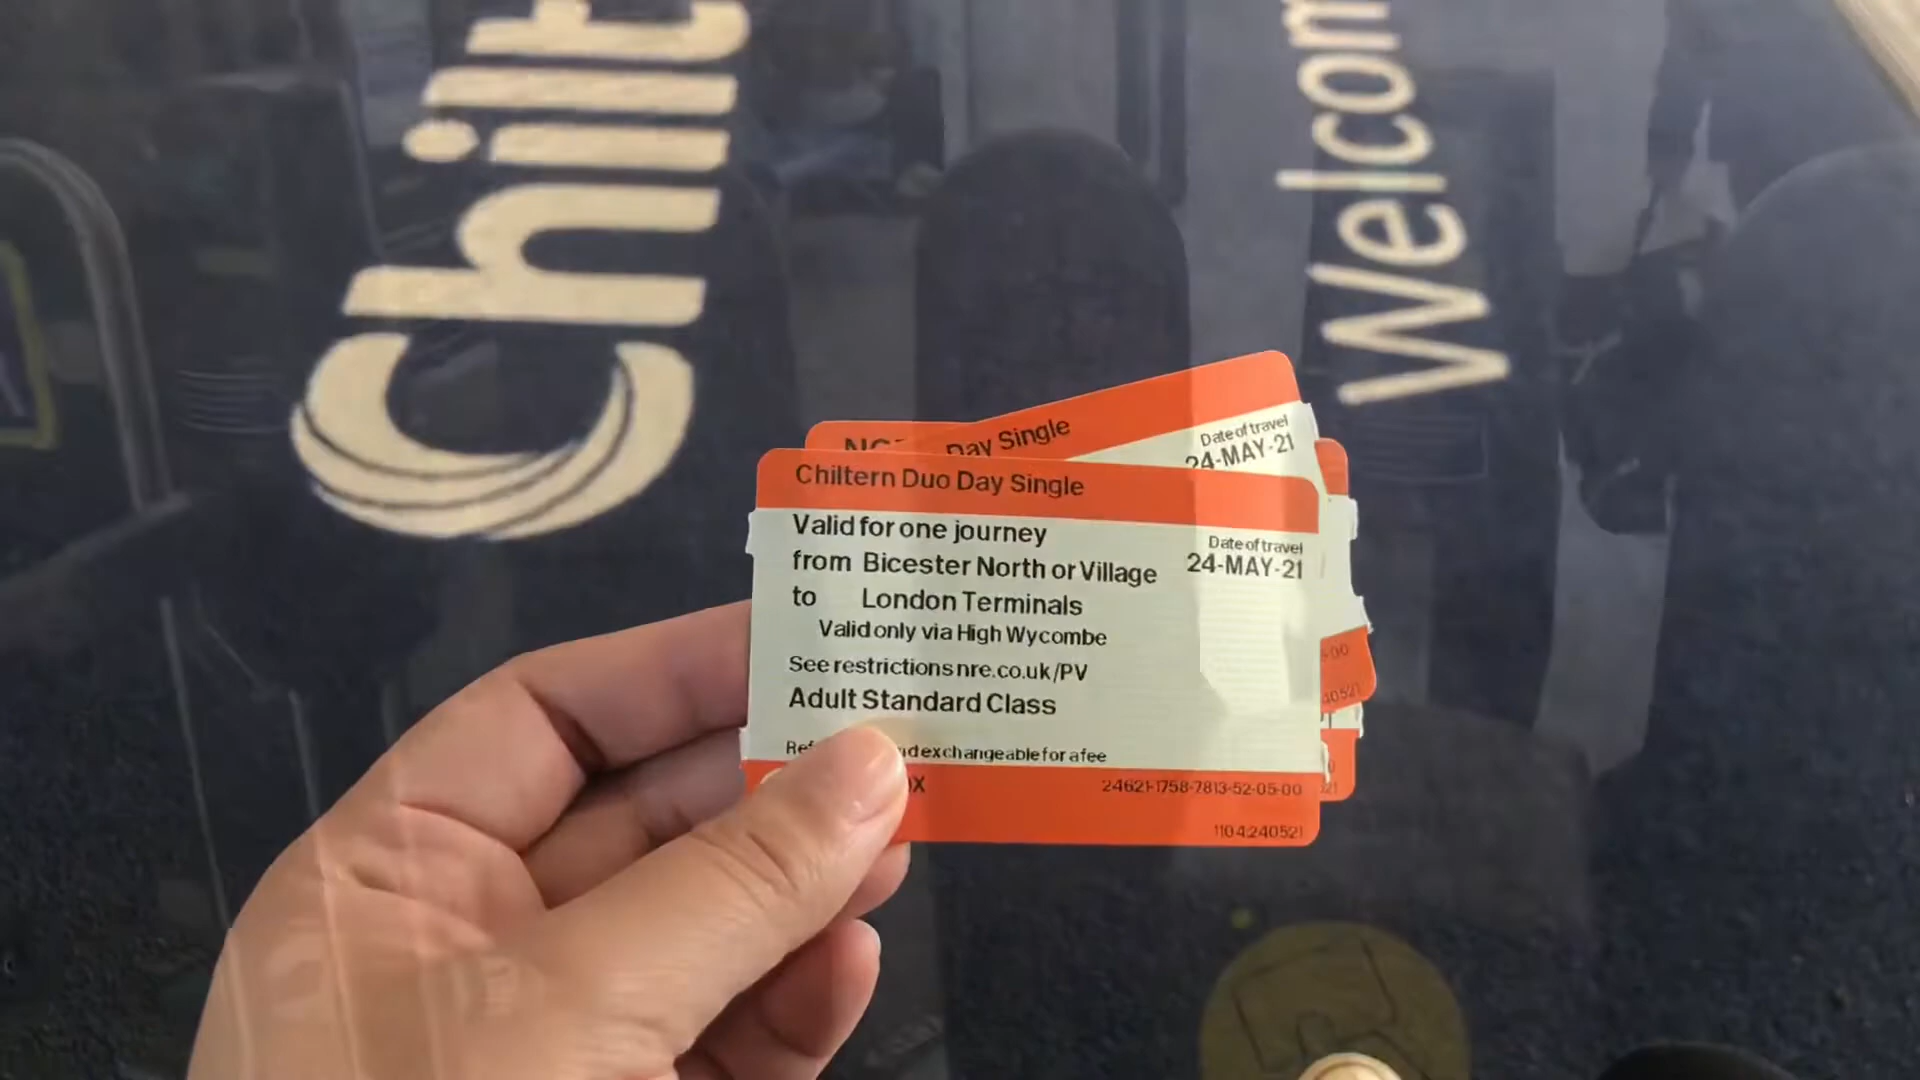 Chilt
Welcom
Day Single
Date of travel
24-MAY-21
Chiltern Duo Day Single
Valid for one journey
from Bicester North or Village
to London Terminals
Valid only via High Wycombe
See restrictions nre.co.uk/PV
Adult Standard Class
Date of travel
24-MAY-21
exchangeable for a fee
24621-1758-7813-52-05-00
1104240521